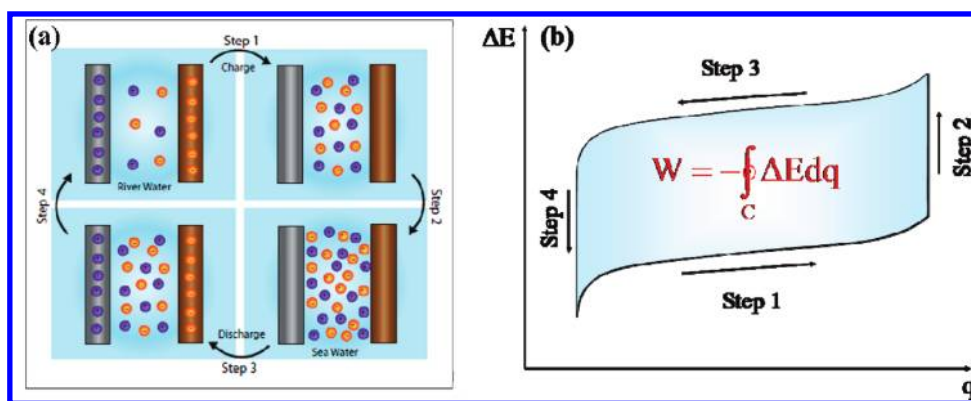 (a)
Step 1
Charge
River Water
Step 4
Step 2
Discharge
Sea Water
Step 3
ΔE
(b)
Step 3
Step 2
W = -∮ΔEdq
C
Step 4
Step 1
q